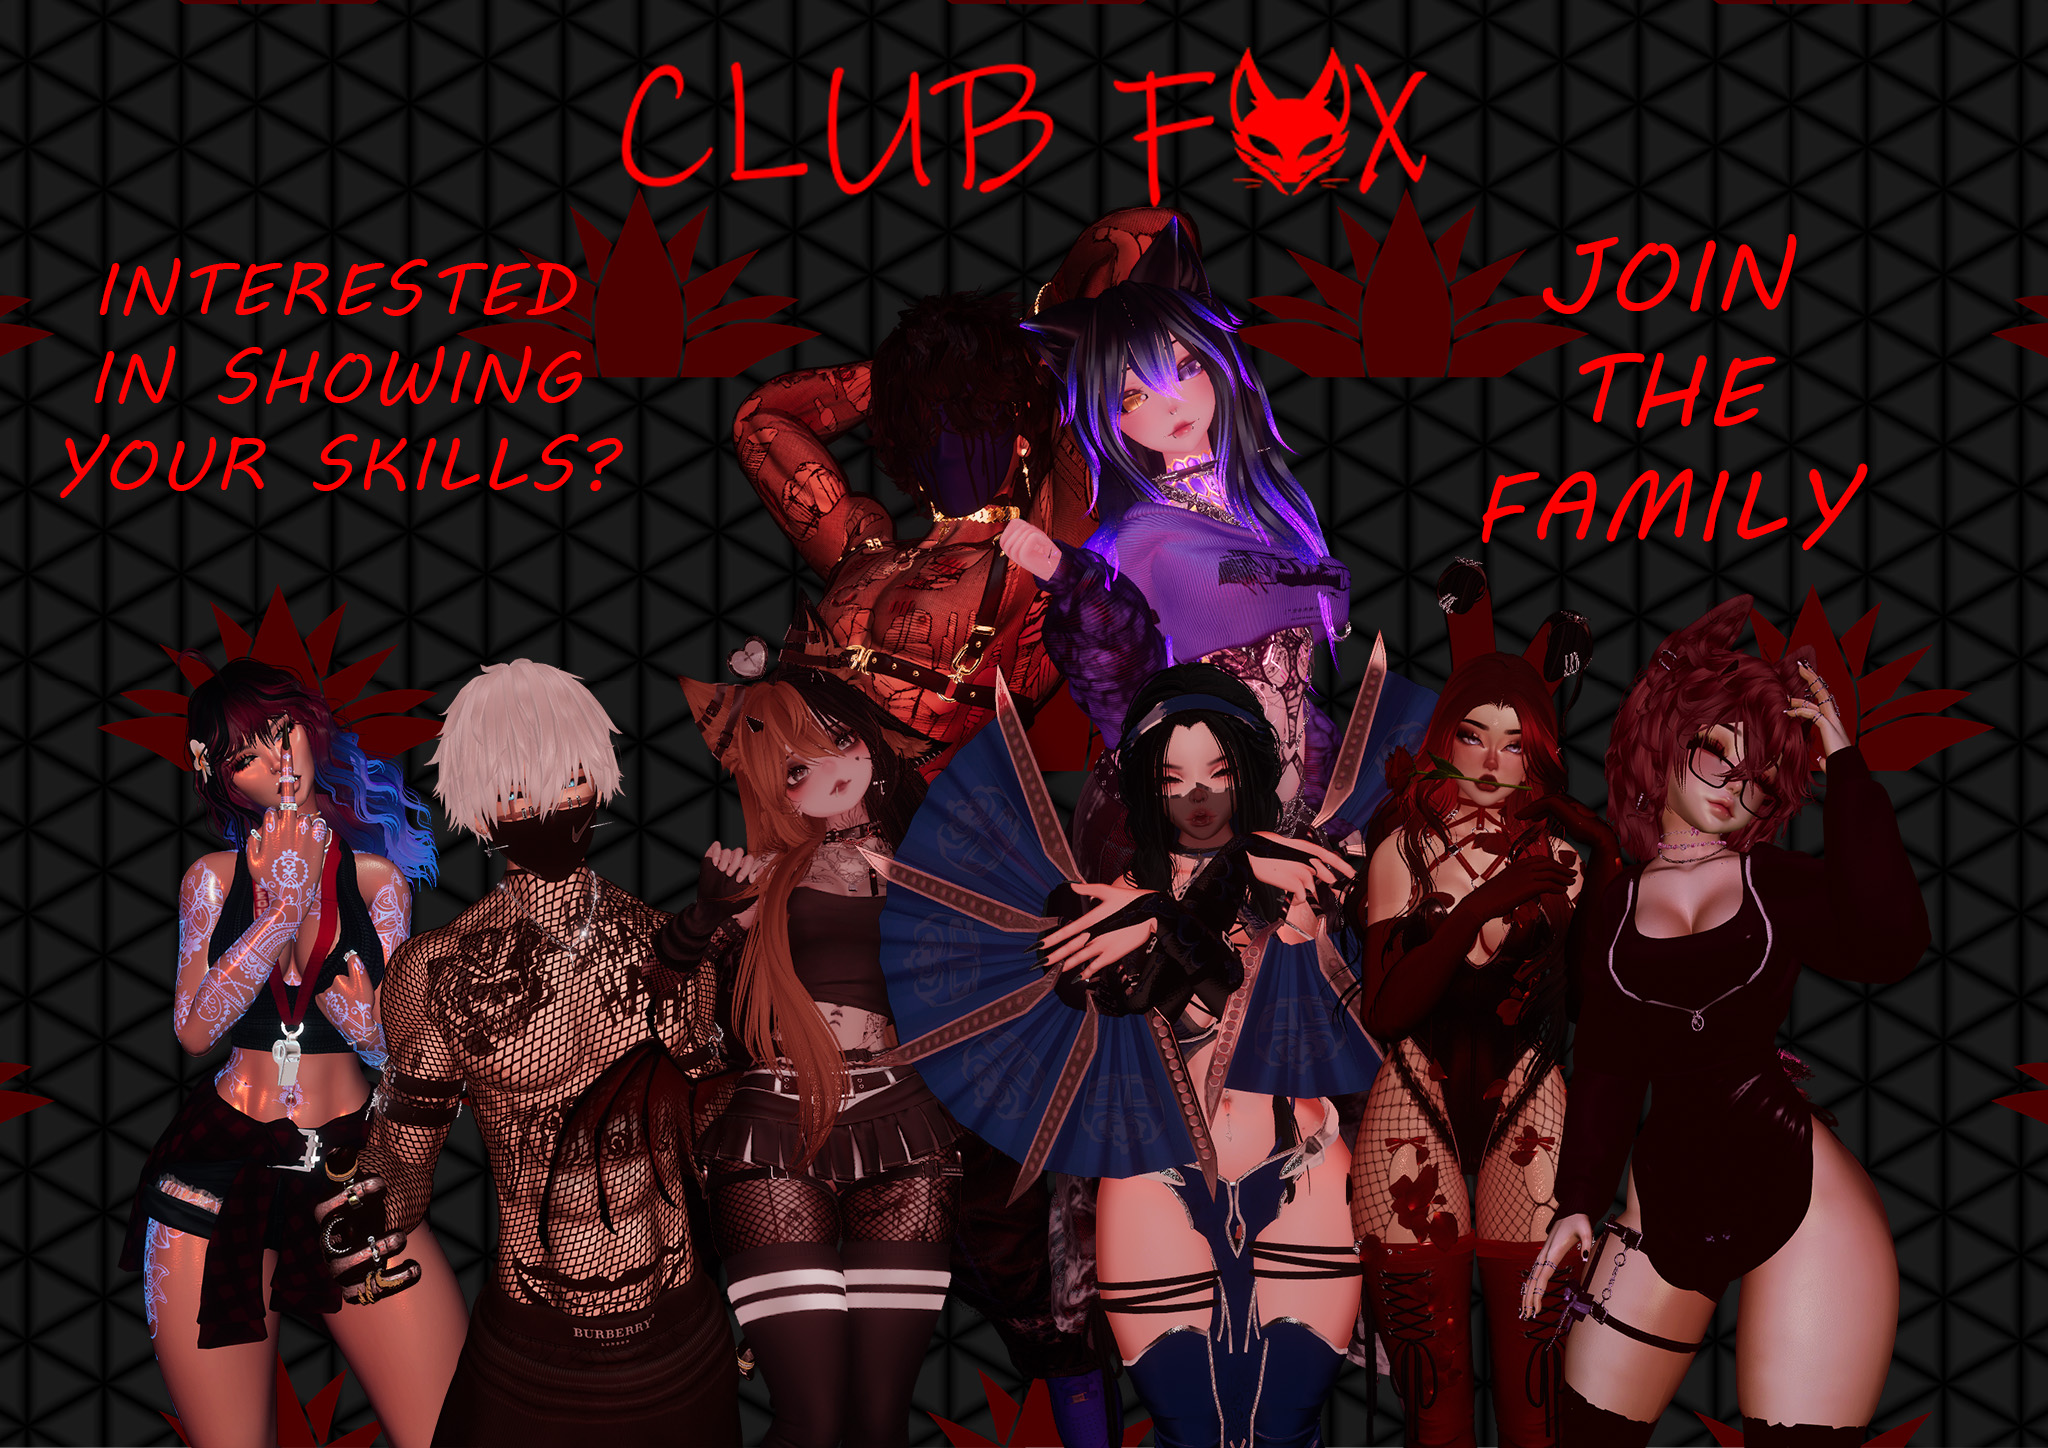 CLUB FOX
INTERESTED
IN SHOWING
YOUR SKILLS?
JOIN
THE
FAMILY
BURBERRY